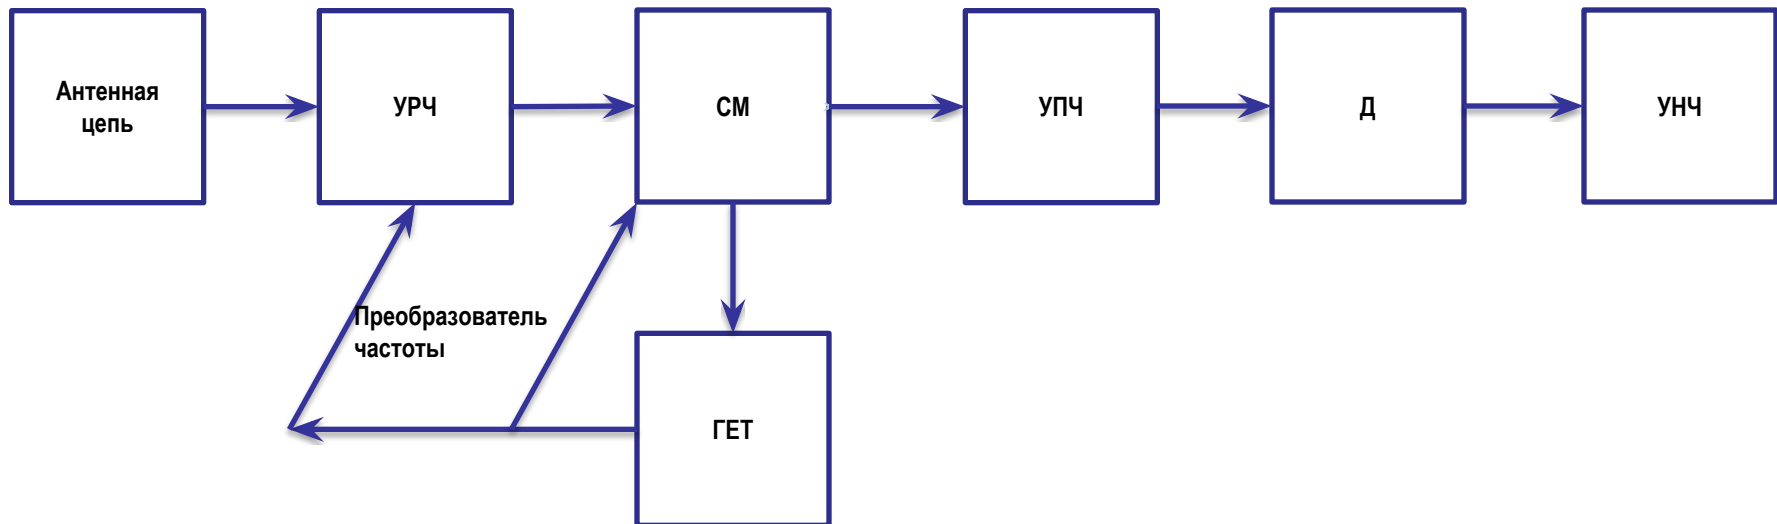 Антенная
цепь
УРЧ
СМ
УПЧ
Д
УНЧ
Преобразователь
частоты
ГЕТ